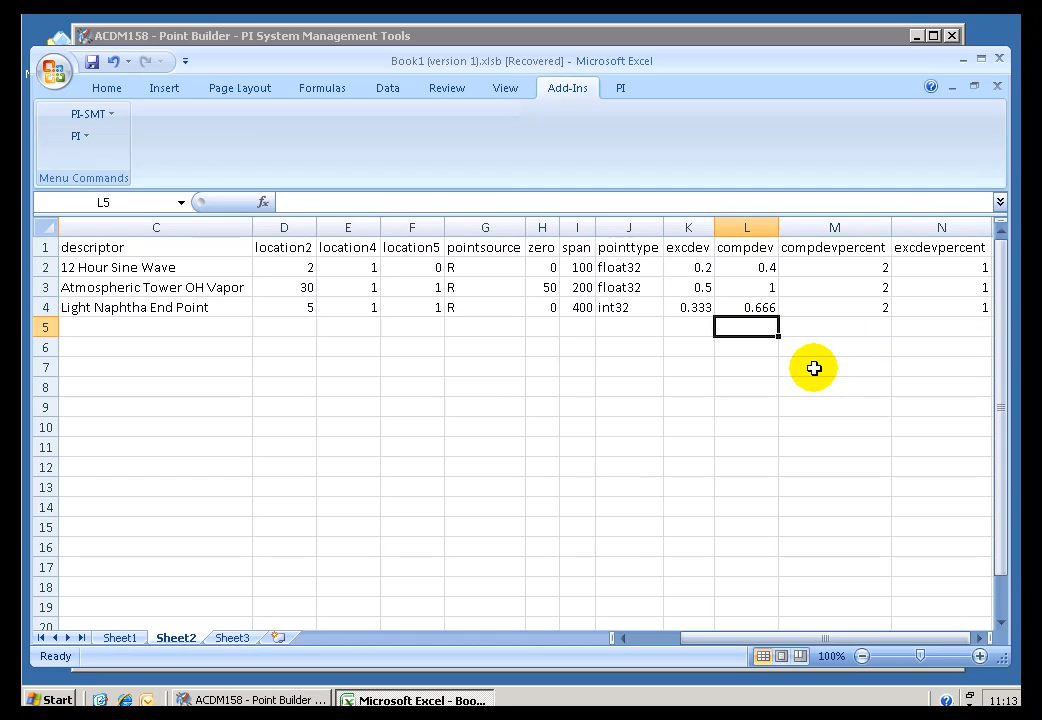 ACDM158 - Point Builder - PI System Management Tools
Book1 (version 1).xlsb [Recovered] - Microsoft Excel
Home Insert Page Layout Formulas Data Review View Add-Ins PI
PI-SMT
PI
Menu Commands
L5 fx
C D E F G H I J K L M N
1 descriptor location2 location4 location5 pointsource zero span pointtype excdev compdev compdevpercent excdevpercent
2 12 Hour Sine Wave 2 1 0 R 0 100 float32 0.2 0.4 2 1
3 Atmospheric Tower OH Vapor 30 1 1 R 50 200 float32 0.5 1 2 1
4 Light Naphtha End Point 5 1 1 R 0 400 int32 0.333 0.666 2 1
5
6
7
8
9
10
11
12
13
14
15
16
17
18
19
20
Sheet1 Sheet2 Sheet3
Ready 100%
Start ACDM158 - Point Builder ... Microsoft Excel - Boo... 11:13